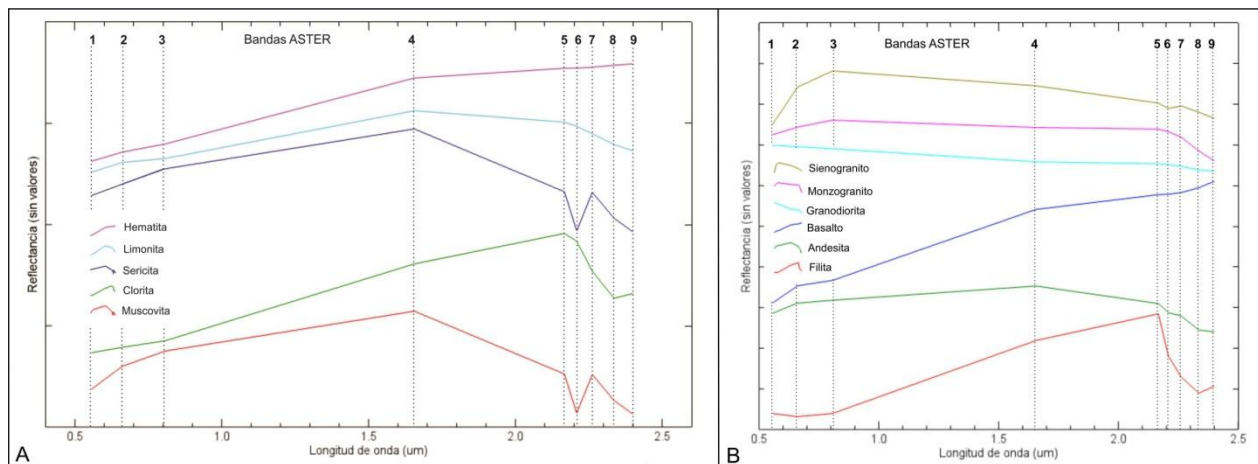 1 2 3 Bandas ASTER 4 5 6 7 8 9
Reflectancia (sin valores)
Hematita
Limonita
Sericita
Clorita
Muscovita
0.5 1.0 1.5 2.0 2.5
Longitud de onda (um)
A
1 2 3 Bandas ASTER 4 5 6 7 8 9
Reflectancia (sin valores)
Sienogranito
Monzogranito
Granodiorita
Basalto
Andesita
Filita
0.5 1.0 1.5 2.0 2.5
Longitud de onda (um)
B